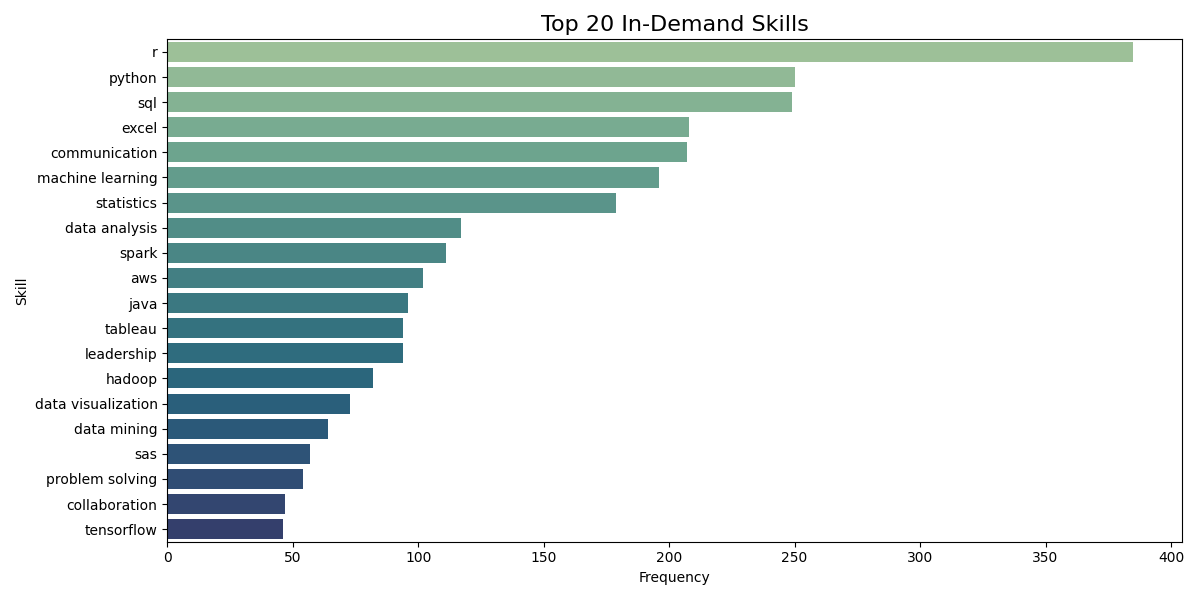 Top 20 In-Demand Skills
r
python
sql
excel
communication
machine learning
statistics
data analysis
spark
aws
java
tableau
leadership
hadoop
data visualization
data mining
sas
problem solving
collaboration
tensorflow
Skill
0 50 100 150 200 250 300 350 400
Frequency